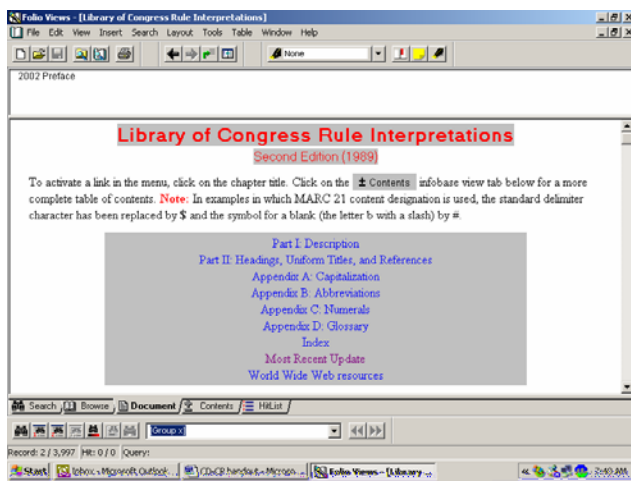 Folio Views - [Library of Congress Rule Interpretations]
File Edit View Insert Search Layout Tools Table Window Help
None
2002 Preface
Library of Congress Rule Interpretations
Second Edition (1989)
To activate a link in the menu, click on the chapter title. Click on the ± Contents infobase view tab below for a more
complete table of contents. Note: In examples in which MARC 21 content designation is used, the standard delimiter
character has been replaced by $ and the symbol for a blank (the letter b with a slash) by #.
Part I: Description
Part II: Headings, Uniform Titles, and References
Appendix A: Capitalization
Appendix B: Abbreviations
Appendix C: Numerals
Appendix D: Glossary
Index
Most Recent Update
World Wide Web resources
Search Browse Document Contents HitList
Group x
Record: 2 / 3,997 Hit: 0 / 0 Query:
Start Inbox - Microsoft Outlook... Folio Views - [Library ... 2:40 AM